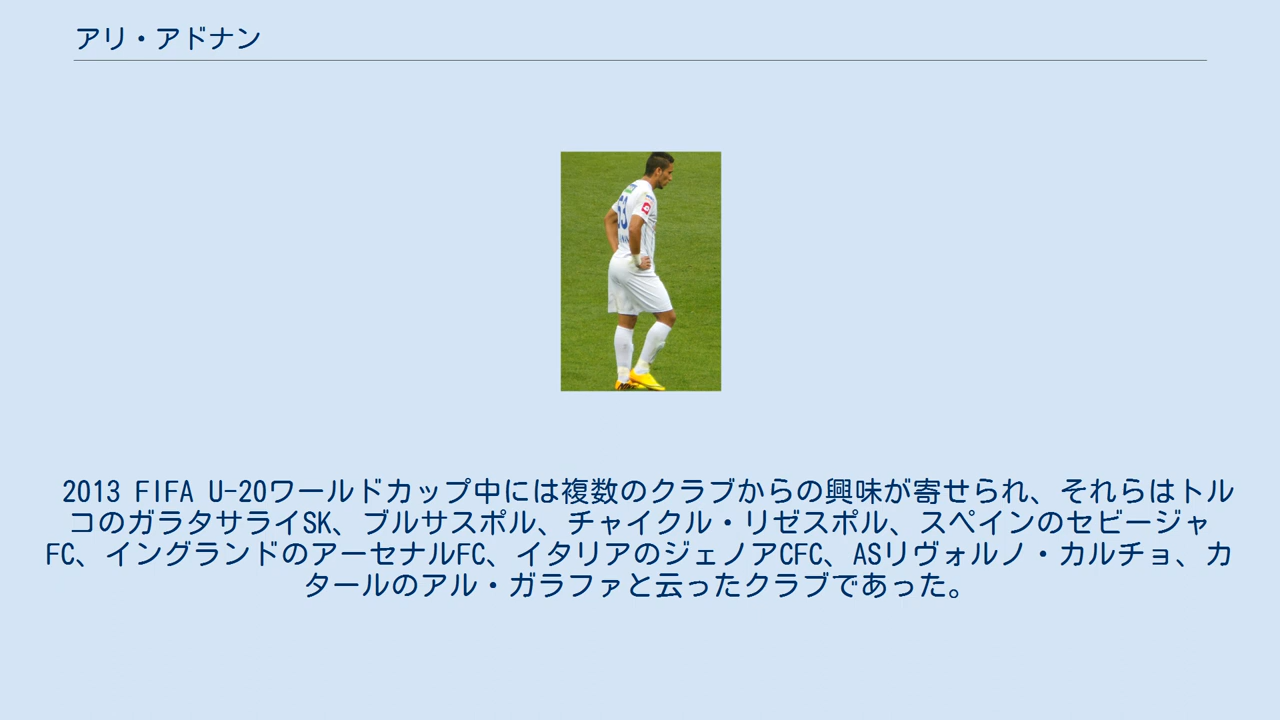 アリ・アドナン
53
2013 FIFA U-20ワールドカップ中には複数のクラブからの興味が寄せられ、それらはトル
コのガラタサライSK、ブルサスポル、チャイクル・リゼスポル、スペインのセビージャ
FC、イングランドのアーセナルFC、イタリアのジェノアCFC、ASリヴォルノ・カルチョ、カ
タールのアル・ガラファと云ったクラブであった。